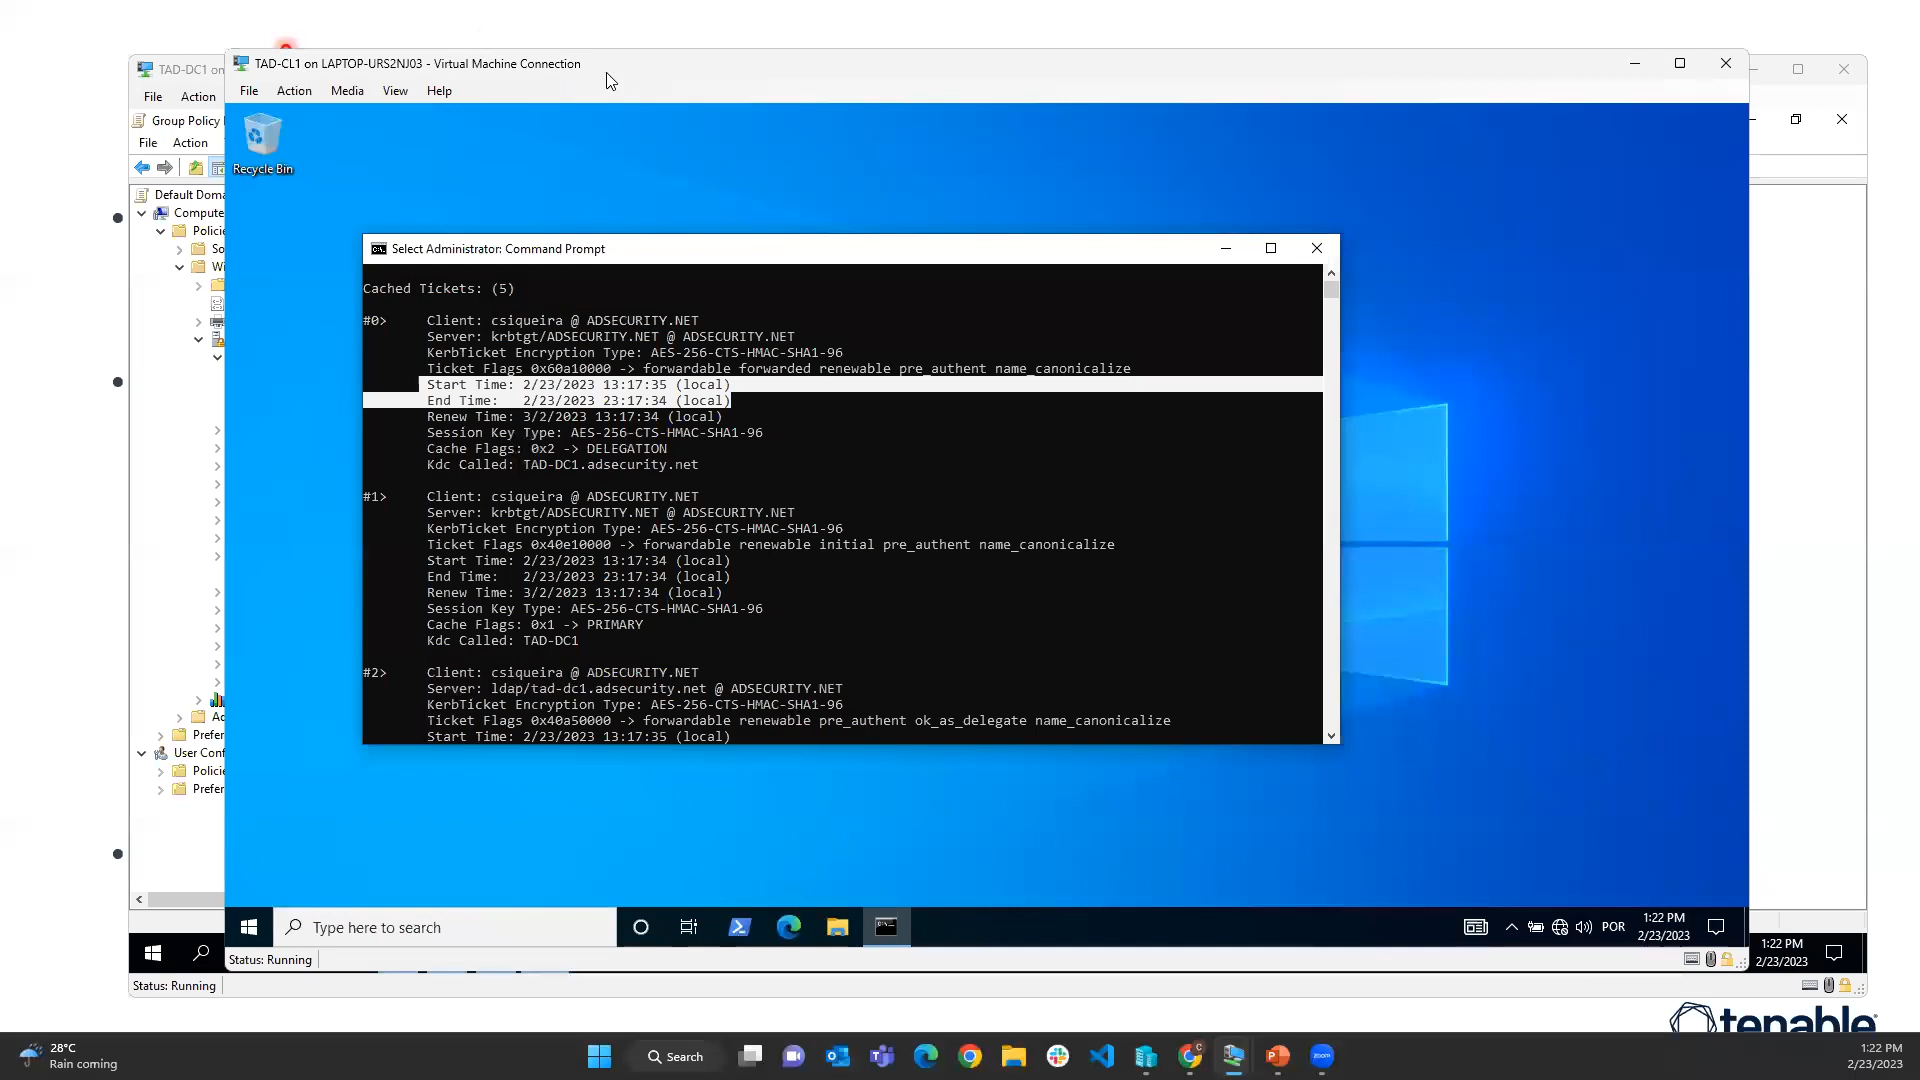 TAD-DC1 on
File Action
Group Policy
File Action
Default Doma
Compute
Policie
So
Wi
Ad
Prefer
User Conf
Policie
Prefer
Status: Running
TAD-CL1 on LAPTOP-URS2NJ03 - Virtual Machine Connection
File Action Media View Help
Recycle Bin
Select Administrator: Command Prompt
Cached Tickets: (5)
#0> Client: csiqueira @ ADSECURITY.NET
Server: krbtgt/ADSECURITY.NET @ ADSECURITY.NET
KerbTicket Encryption Type: AES-256-CTS-HMAC-SHA1-96
Ticket Flags 0x60a10000 -> forwardable forwarded renewable pre_authent name_canonicalize
Start Time: 2/23/2023 13:17:35 (local)
End Time: 2/23/2023 23:17:34 (local)
Renew Time: 3/2/2023 13:17:34 (local)
Session Key Type: AES-256-CTS-HMAC-SHA1-96
Cache Flags: 0x2 -> DELEGATION
Kdc Called: TAD-DC1.adsecurity.net
#1> Client: csiqueira @ ADSECURITY.NET
Server: krbtgt/ADSECURITY.NET @ ADSECURITY.NET
KerbTicket Encryption Type: AES-256-CTS-HMAC-SHA1-96
Ticket Flags 0x40e10000 -> forwardable renewable initial pre_authent name_canonicalize
Start Time: 2/23/2023 13:17:34 (local)
End Time: 2/23/2023 23:17:34 (local)
Renew Time: 3/2/2023 13:17:34 (local)
Session Key Type: AES-256-CTS-HMAC-SHA1-96
Cache Flags: 0x1 -> PRIMARY
Kdc Called: TAD-DC1
#2> Client: csiqueira @ ADSECURITY.NET
Server: ldap/tad-dc1.adsecurity.net @ ADSECURITY.NET
KerbTicket Encryption Type: AES-256-CTS-HMAC-SHA1-96
Ticket Flags 0x40a50000 -> forwardable renewable pre_authent ok_as_delegate name_canonicalize
Start Time: 2/23/2023 13:17:35 (local)
Type here to search
POR
1:22 PM
2/23/2023
Status: Running
1:22 PM
2/23/2023
tenable
28°C
Rain coming
Search
zoom
1:22 PM
2/23/2023